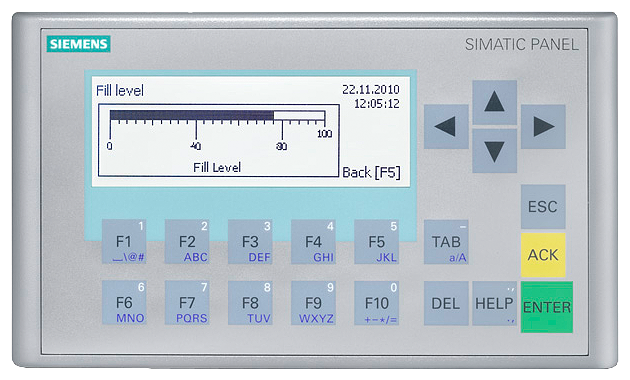 SIEMENS
SIMATIC PANEL
Fill level
22.11.2010
12:05:12
0 40 80 100
Fill Level
Back [F5]
ESC
1 2 3 4 5 –
F1 F2 F3 F4 F5 TAB
_\@# ABC DEF GHI JKL a/A
ACK
6 7 8 9 0 .,
F6 F7 F8 F9 F10 DEL HELP ENTER
MNO PQRS TUV WXYZ +-*/= .,